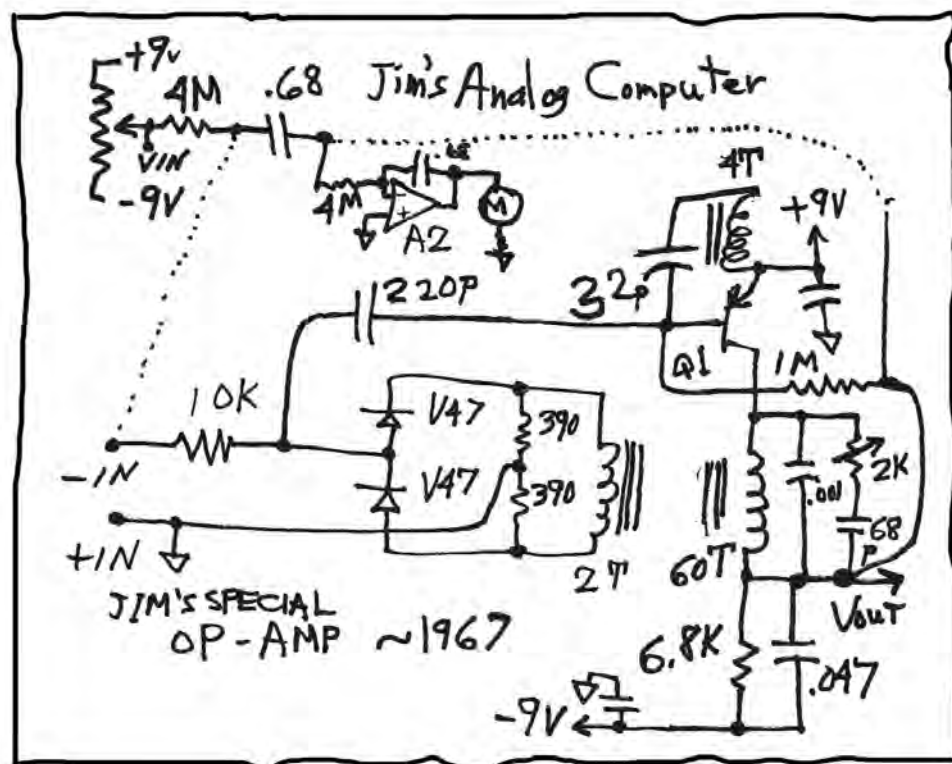 Jim's Analog Computer
+9v
4M
.68
VIN
-9V
4M
+
A2
M
4T
+9V
220P
32p
Q1
1M
10K
V47
390
V47
390
2K
.001
68
P
-IN
+IN
2T
60T
VOUT
JIM'S SPECIAL
OP-AMP ~1967
6.8K
.047
-9V